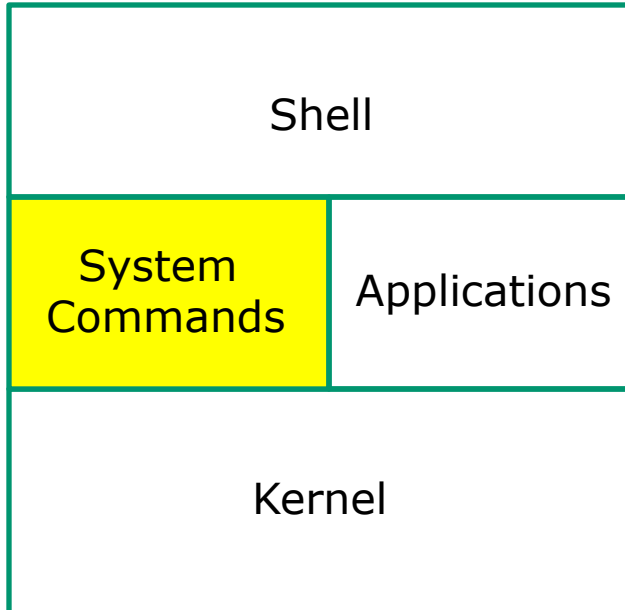 Shell
System
Commands
Applications
Kernel